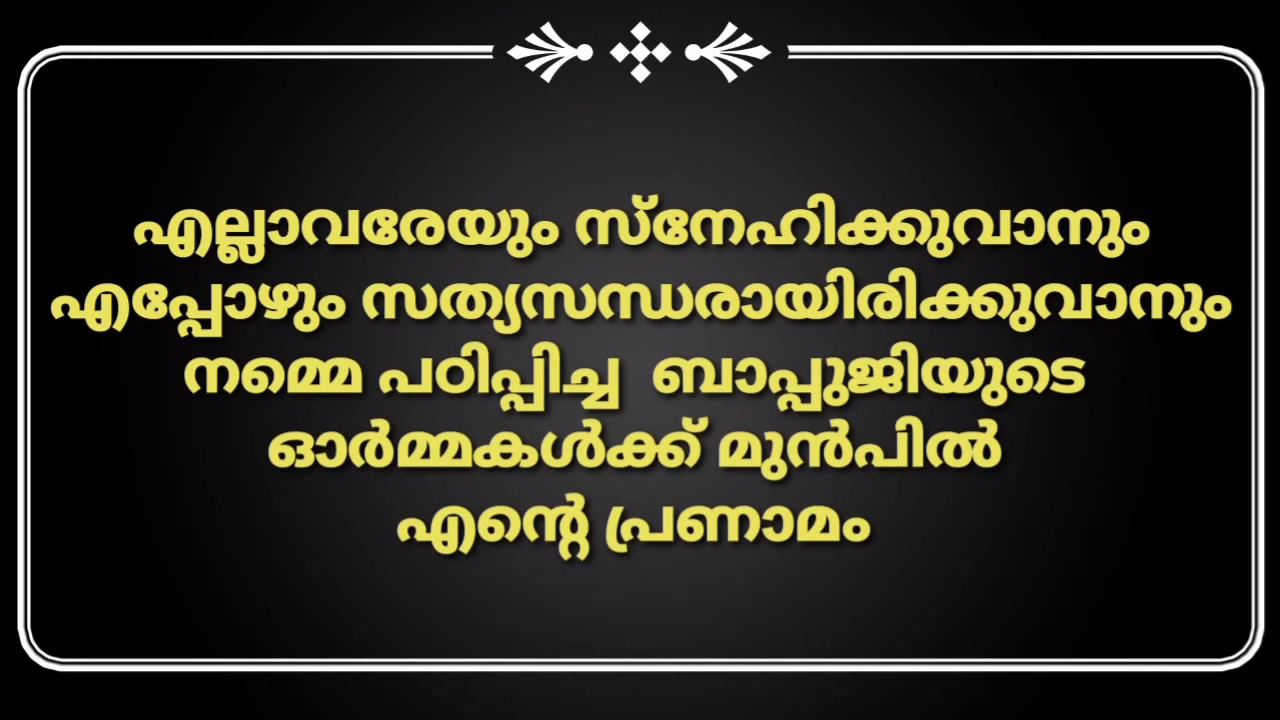 എല്ലാവരേയും സ്നേഹിക്കുവാനും
എപ്പോഴും സത്യസന്ധരായിരിക്കുവാനും
നമ്മെ പഠിപ്പിച്ച ബാപ്പുജിയുടെ
ഓർമ്മകൾക്ക് മുൻപിൽ
എന്റെ പ്രണാമം